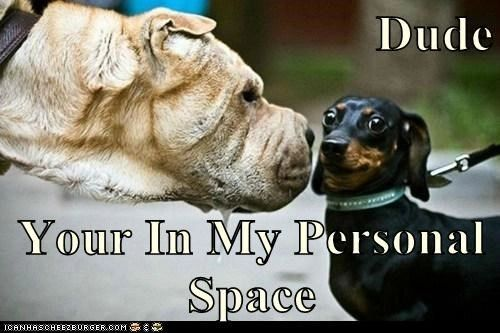 Dude
Your In My Personal
Space
ICANHASCHEEZBURGER.COM